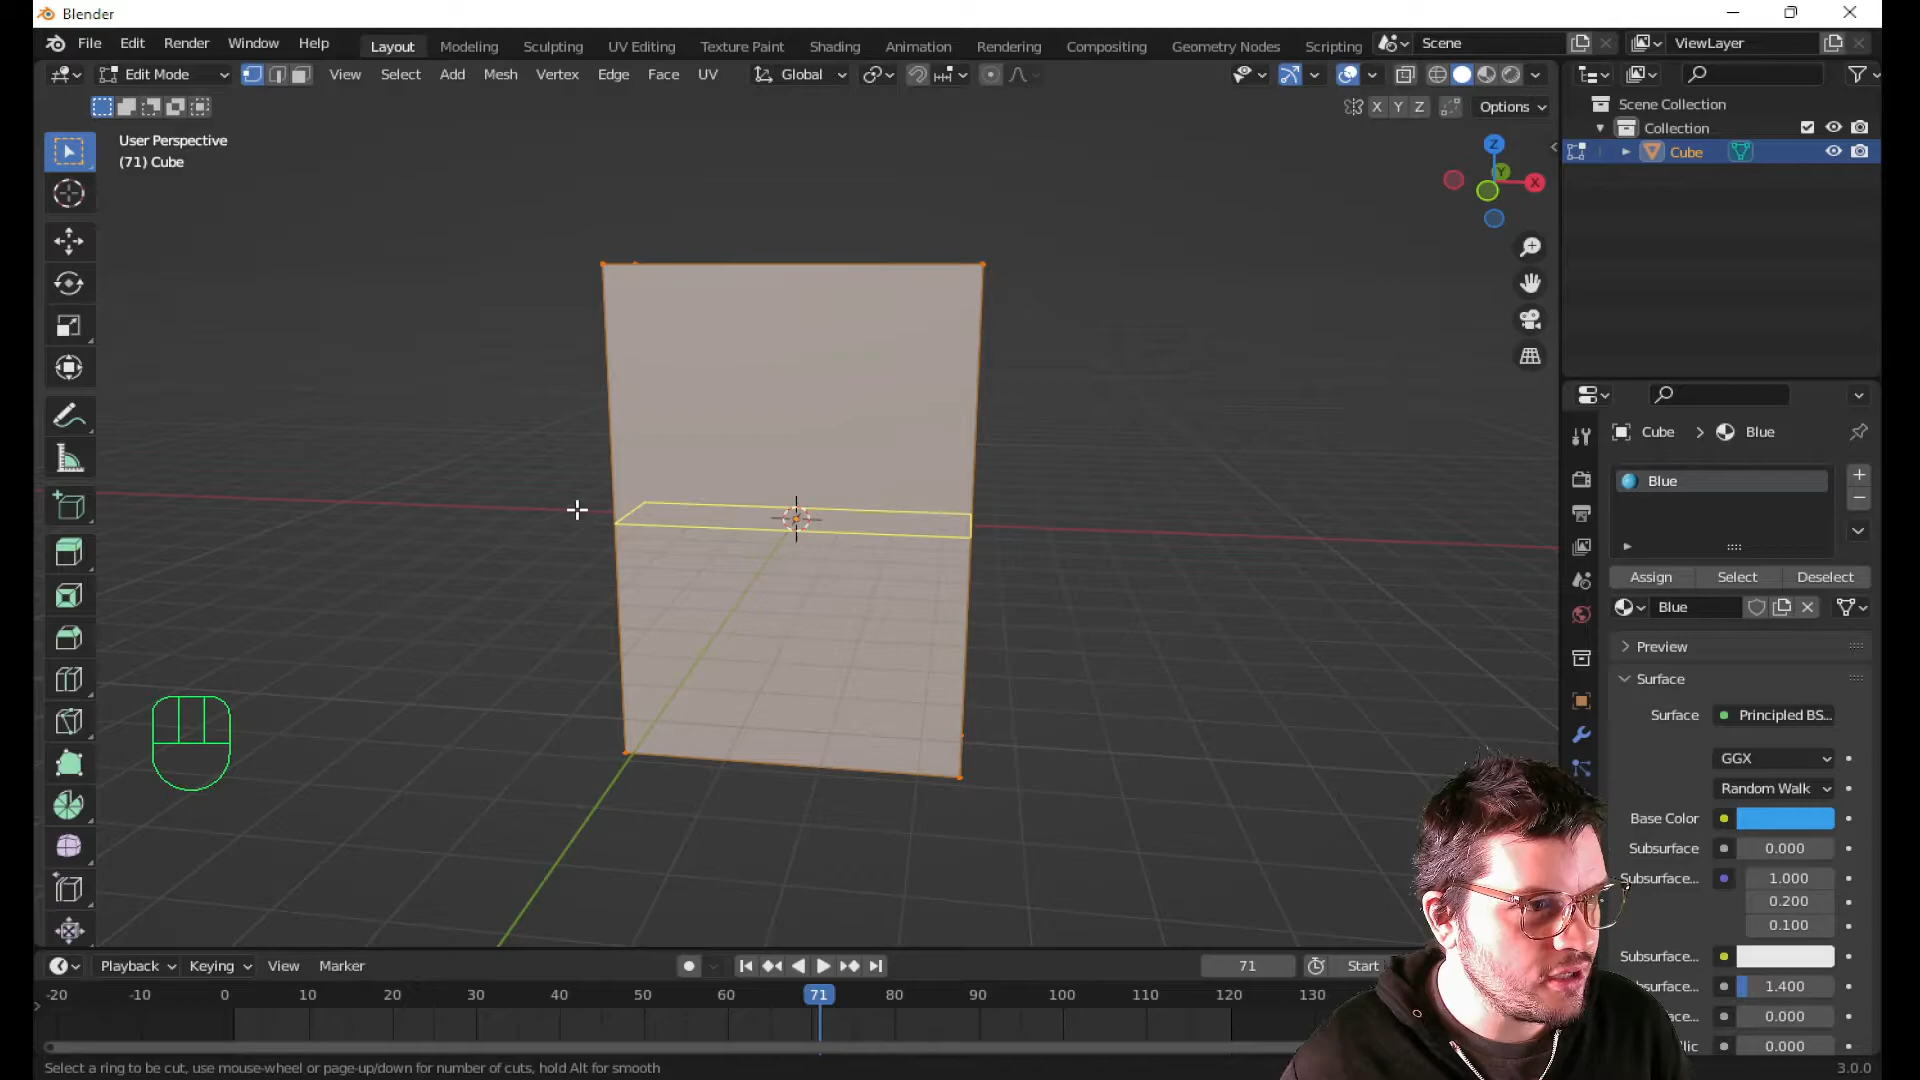 Blender
File Edit Render Window Help Layout Modeling Sculpting UV Editing Texture Paint Shading Animation Rendering Compositing Geometry Nodes Scripting Scene ViewLayer
Edit Mode View Select Add Mesh Vertex Edge Face UV Global
X Y Z Options
User Perspective
(71) Cube
Z
Y
X
Scene Collection
Collection
Cube
Cube > Blue
Blue
Assign Select Deselect
Blue
Preview
Surface
Surface Principled BS...
GGX
Random Walk
Base Color
Subsurface 0.000
Subsurface... 1.000
0.200
0.100
Subsurface...
1.400
0.000
0.000
Playback Keying View Marker 71 Start
-20 -10 0 10 20 30 40 50 60 71 80 90 100 110 120 130
Select a ring to be cut, use mouse-wheel or page-up/down for number of cuts, hold Alt for smooth
3.0.0